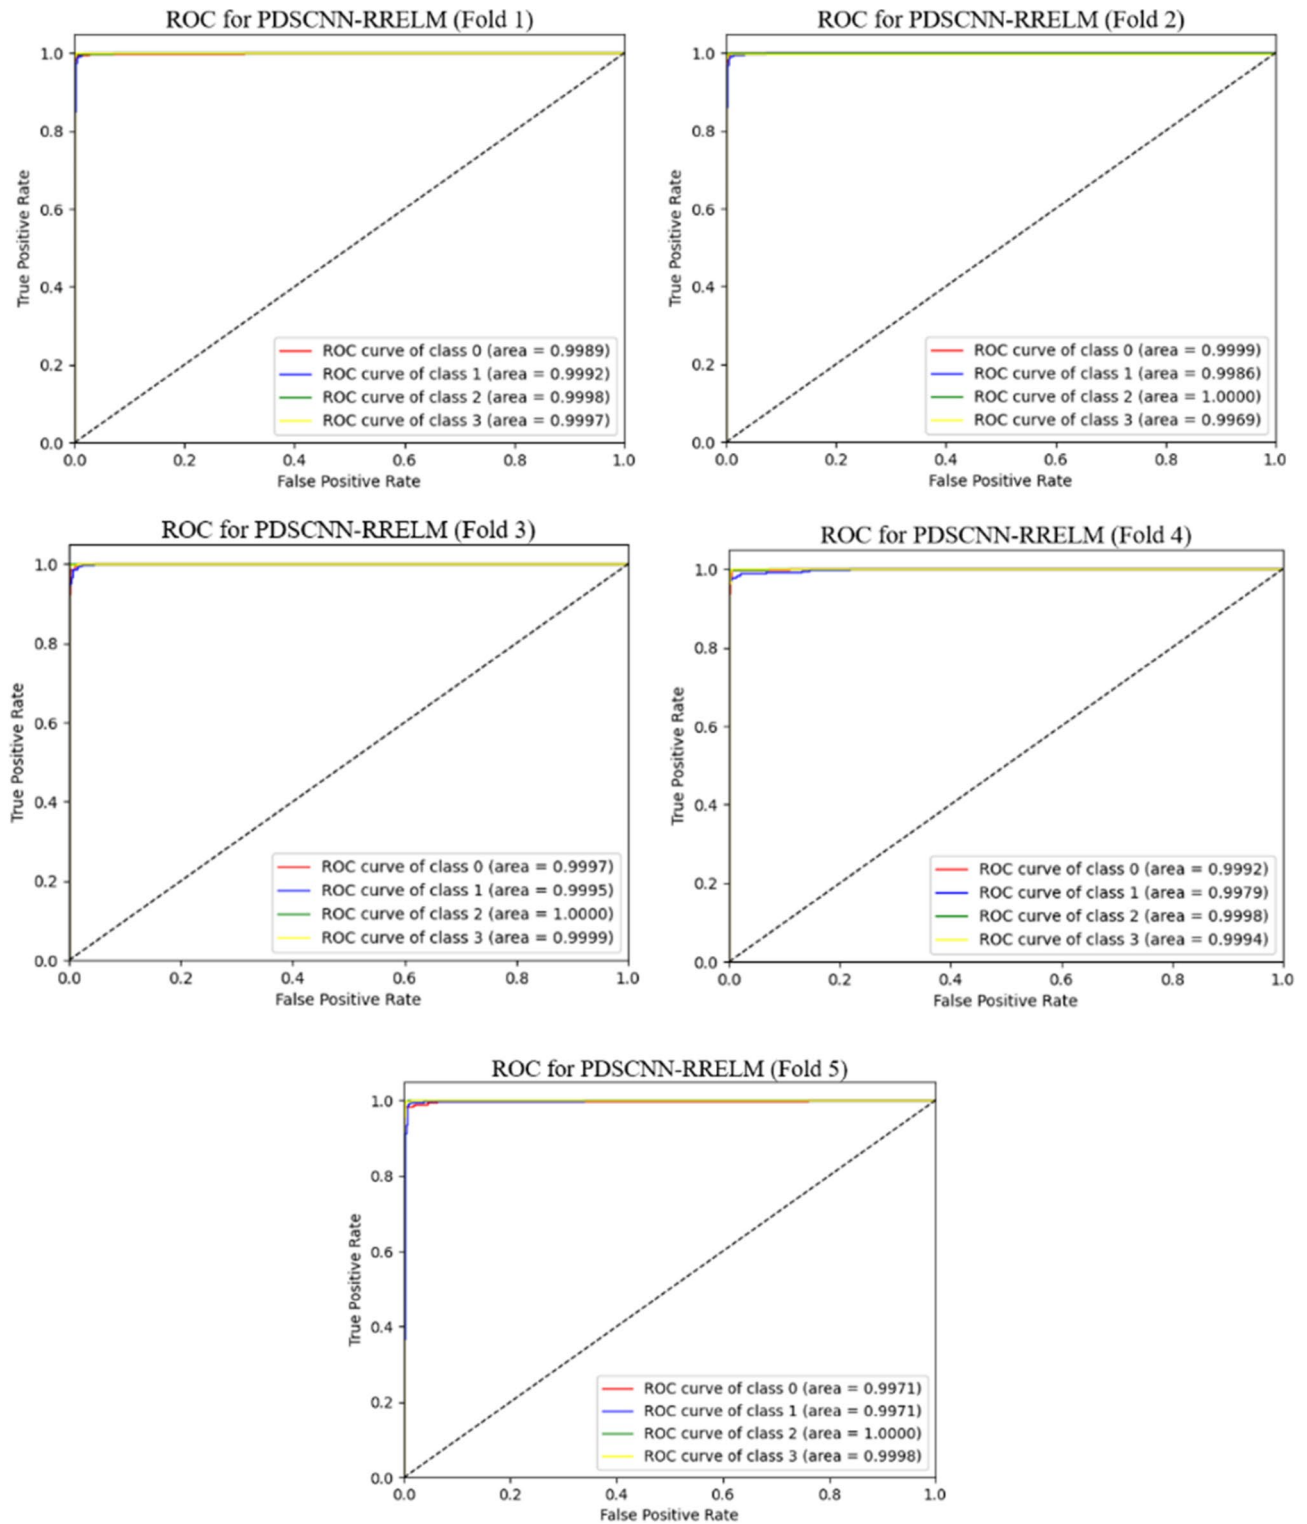 ROC for PDSCNN-RRELM (Fold 1)
1.0
0.8
0.6
0.4
0.2
0.0
True Positive Rate
ROC curve of class 0 (area = 0.9989)
ROC curve of class 1 (area = 0.9992)
ROC curve of class 2 (area = 0.9998)
ROC curve of class 3 (area = 0.9997)
0.0 0.2 0.4 0.6 0.8 1.0
False Positive Rate
ROC for PDSCNN-RRELM (Fold 2)
1.0
0.8
0.6
0.4
0.2
0.0
True Positive Rate
ROC curve of class 0 (area = 0.9999)
ROC curve of class 1 (area = 0.9986)
ROC curve of class 2 (area = 1.0000)
ROC curve of class 3 (area = 0.9969)
0.0 0.2 0.4 0.6 0.8 1.0
False Positive Rate
ROC for PDSCNN-RRELM (Fold 3)
1.0
0.8
0.6
0.4
0.2
0.0
True Positive Rate
ROC curve of class 0 (area = 0.9997)
ROC curve of class 1 (area = 0.9995)
ROC curve of class 2 (area = 1.0000)
ROC curve of class 3 (area = 0.9999)
0.0 0.2 0.4 0.6 0.8 1.0
False Positive Rate
ROC for PDSCNN-RRELM (Fold 4)
1.0
0.8
0.6
0.4
0.2
0.0
True Positive Rate
ROC curve of class 0 (area = 0.9992)
ROC curve of class 1 (area = 0.9979)
ROC curve of class 2 (area = 0.9998)
ROC curve of class 3 (area = 0.9994)
0.0 0.2 0.4 0.6 0.8 1.0
False Positive Rate
ROC for PDSCNN-RRELM (Fold 5)
1.0
0.8
0.6
0.4
0.2
0.0
True Positive Rate
ROC curve of class 0 (area = 0.9971)
ROC curve of class 1 (area = 0.9971)
ROC curve of class 2 (area = 1.0000)
ROC curve of class 3 (area = 0.9998)
0.0 0.2 0.4 0.6 0.8 1.0
False Positive Rate